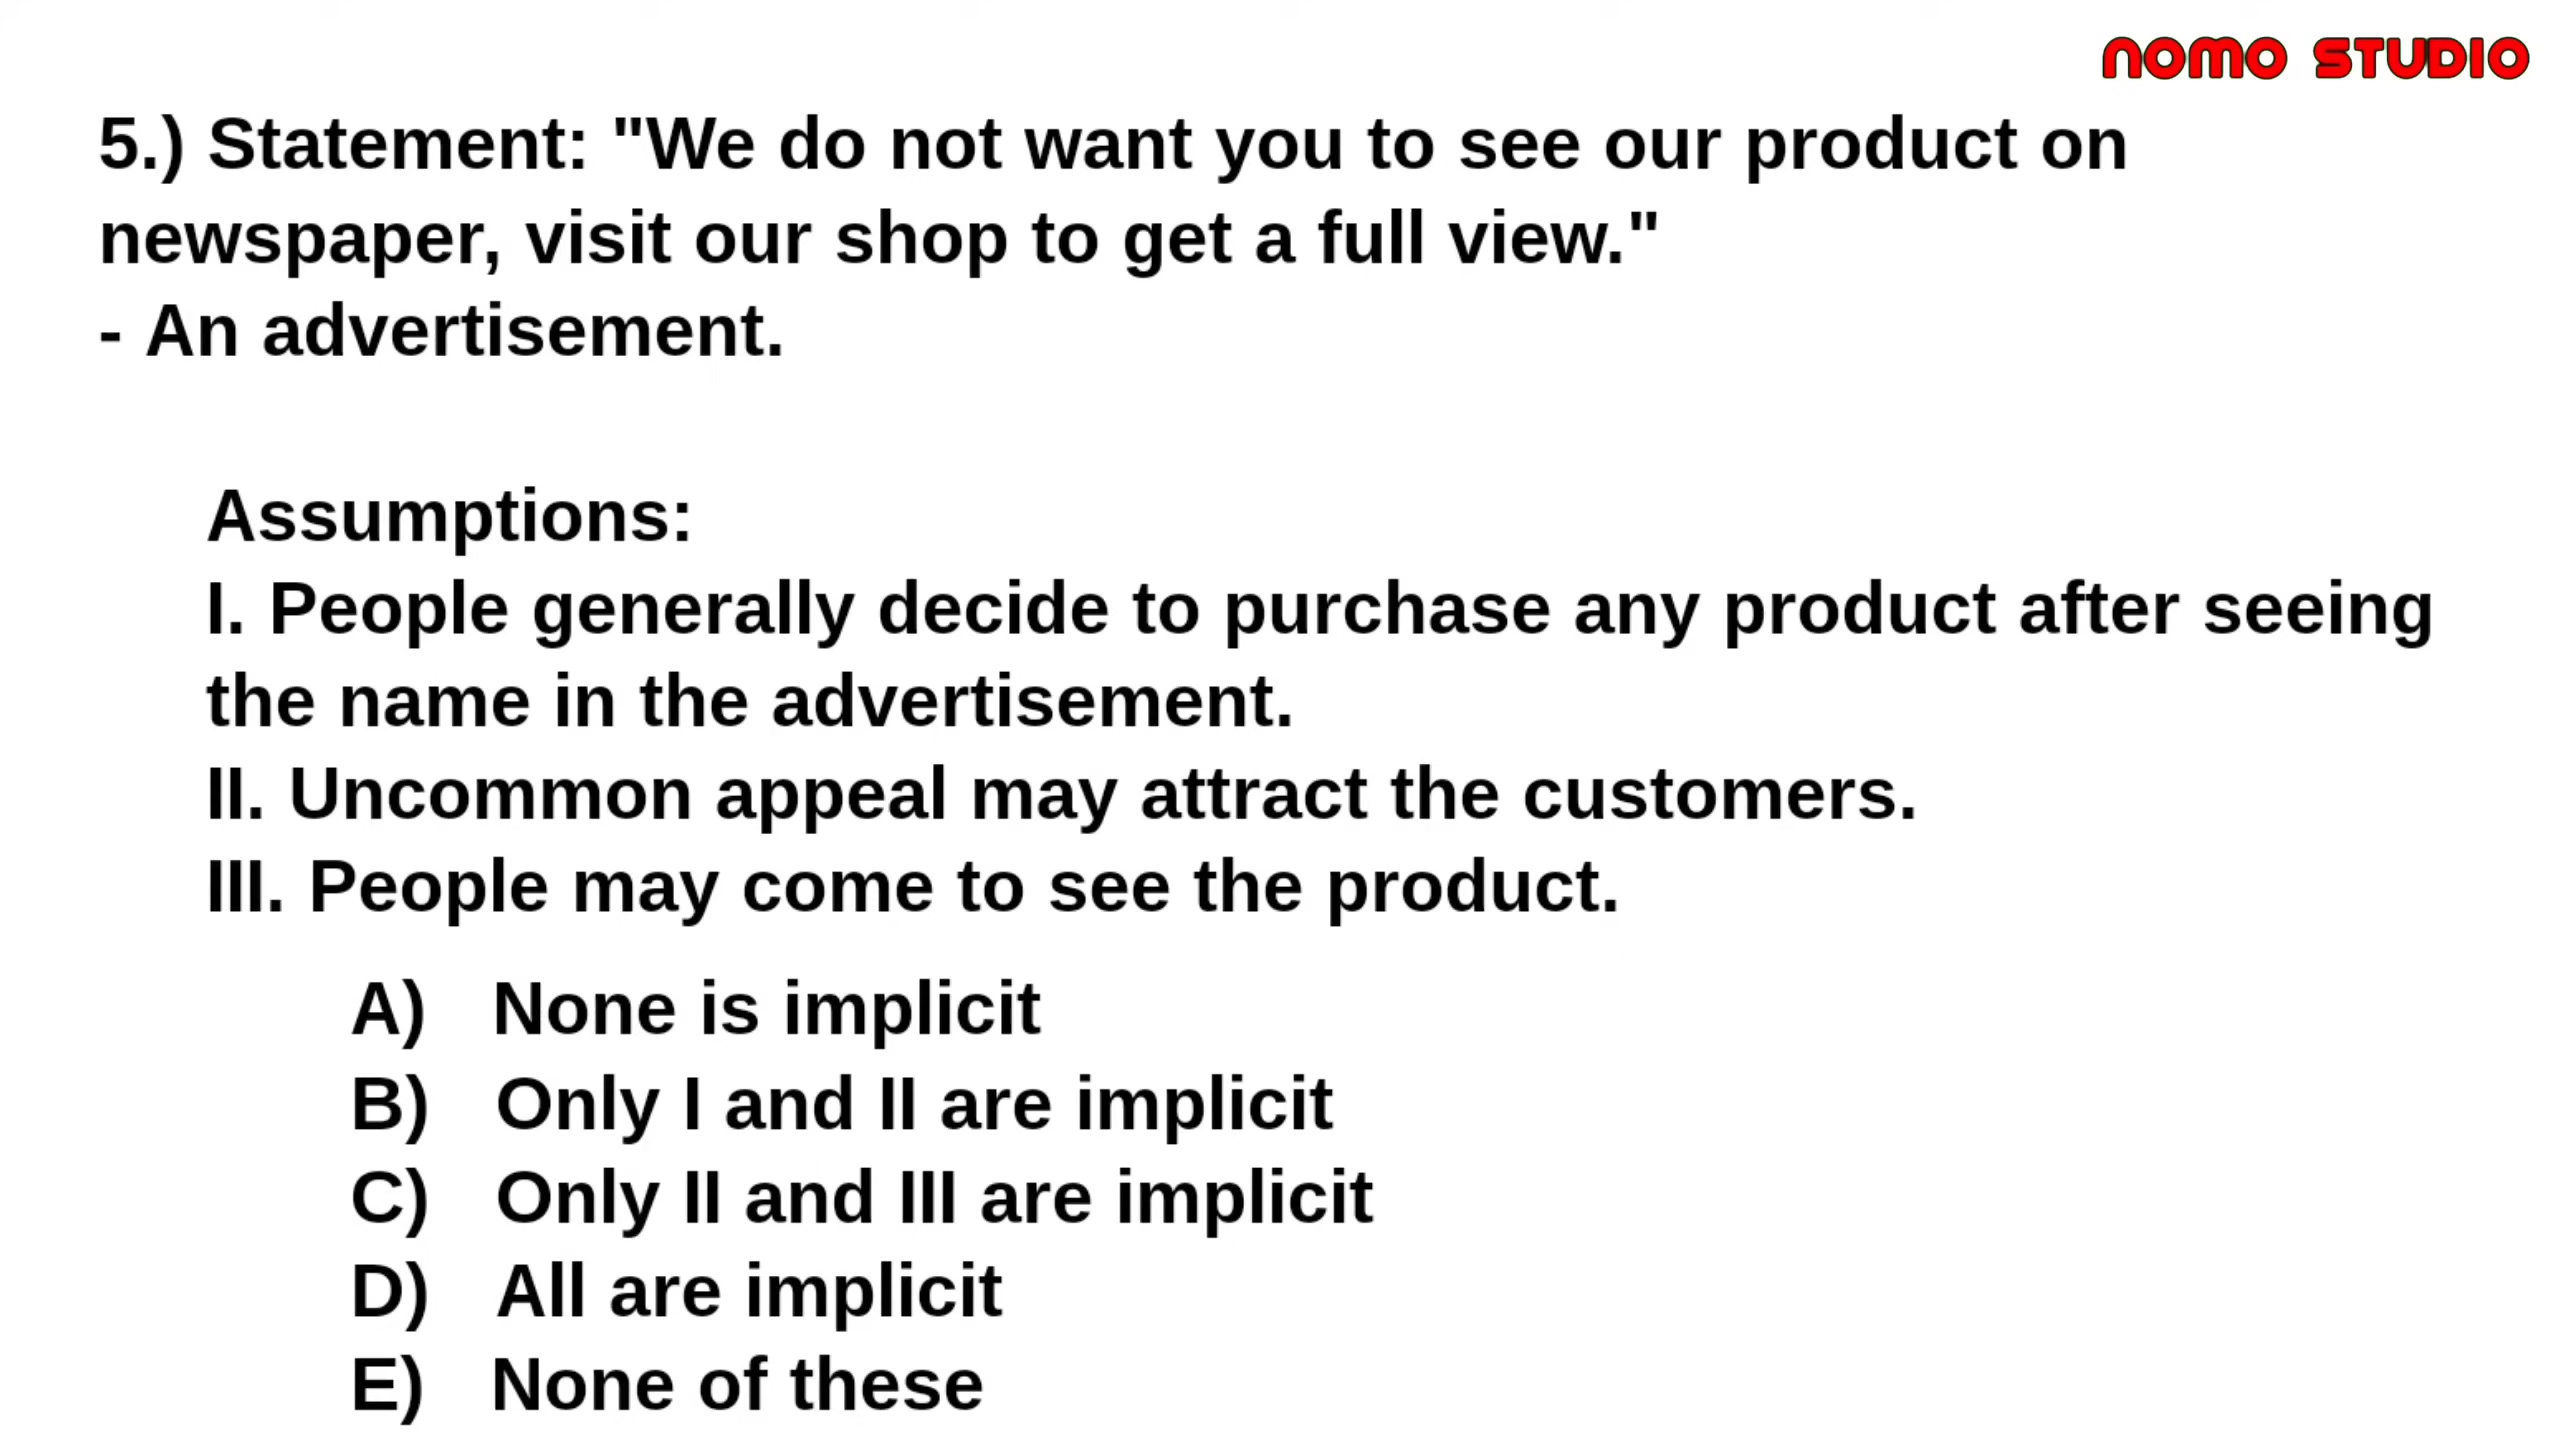 NOMO STUDIO
5.) Statement: "We do not want you to see our product on
newspaper, visit our shop to get a full view."
- An advertisement.
Assumptions:
I. People generally decide to purchase any product after seeing
the name in the advertisement.
II. Uncommon appeal may attract the customers.
III. People may come to see the product.
A) None is implicit
B) Only I and II are implicit
C) Only II and III are implicit
D) All are implicit
E) None of these